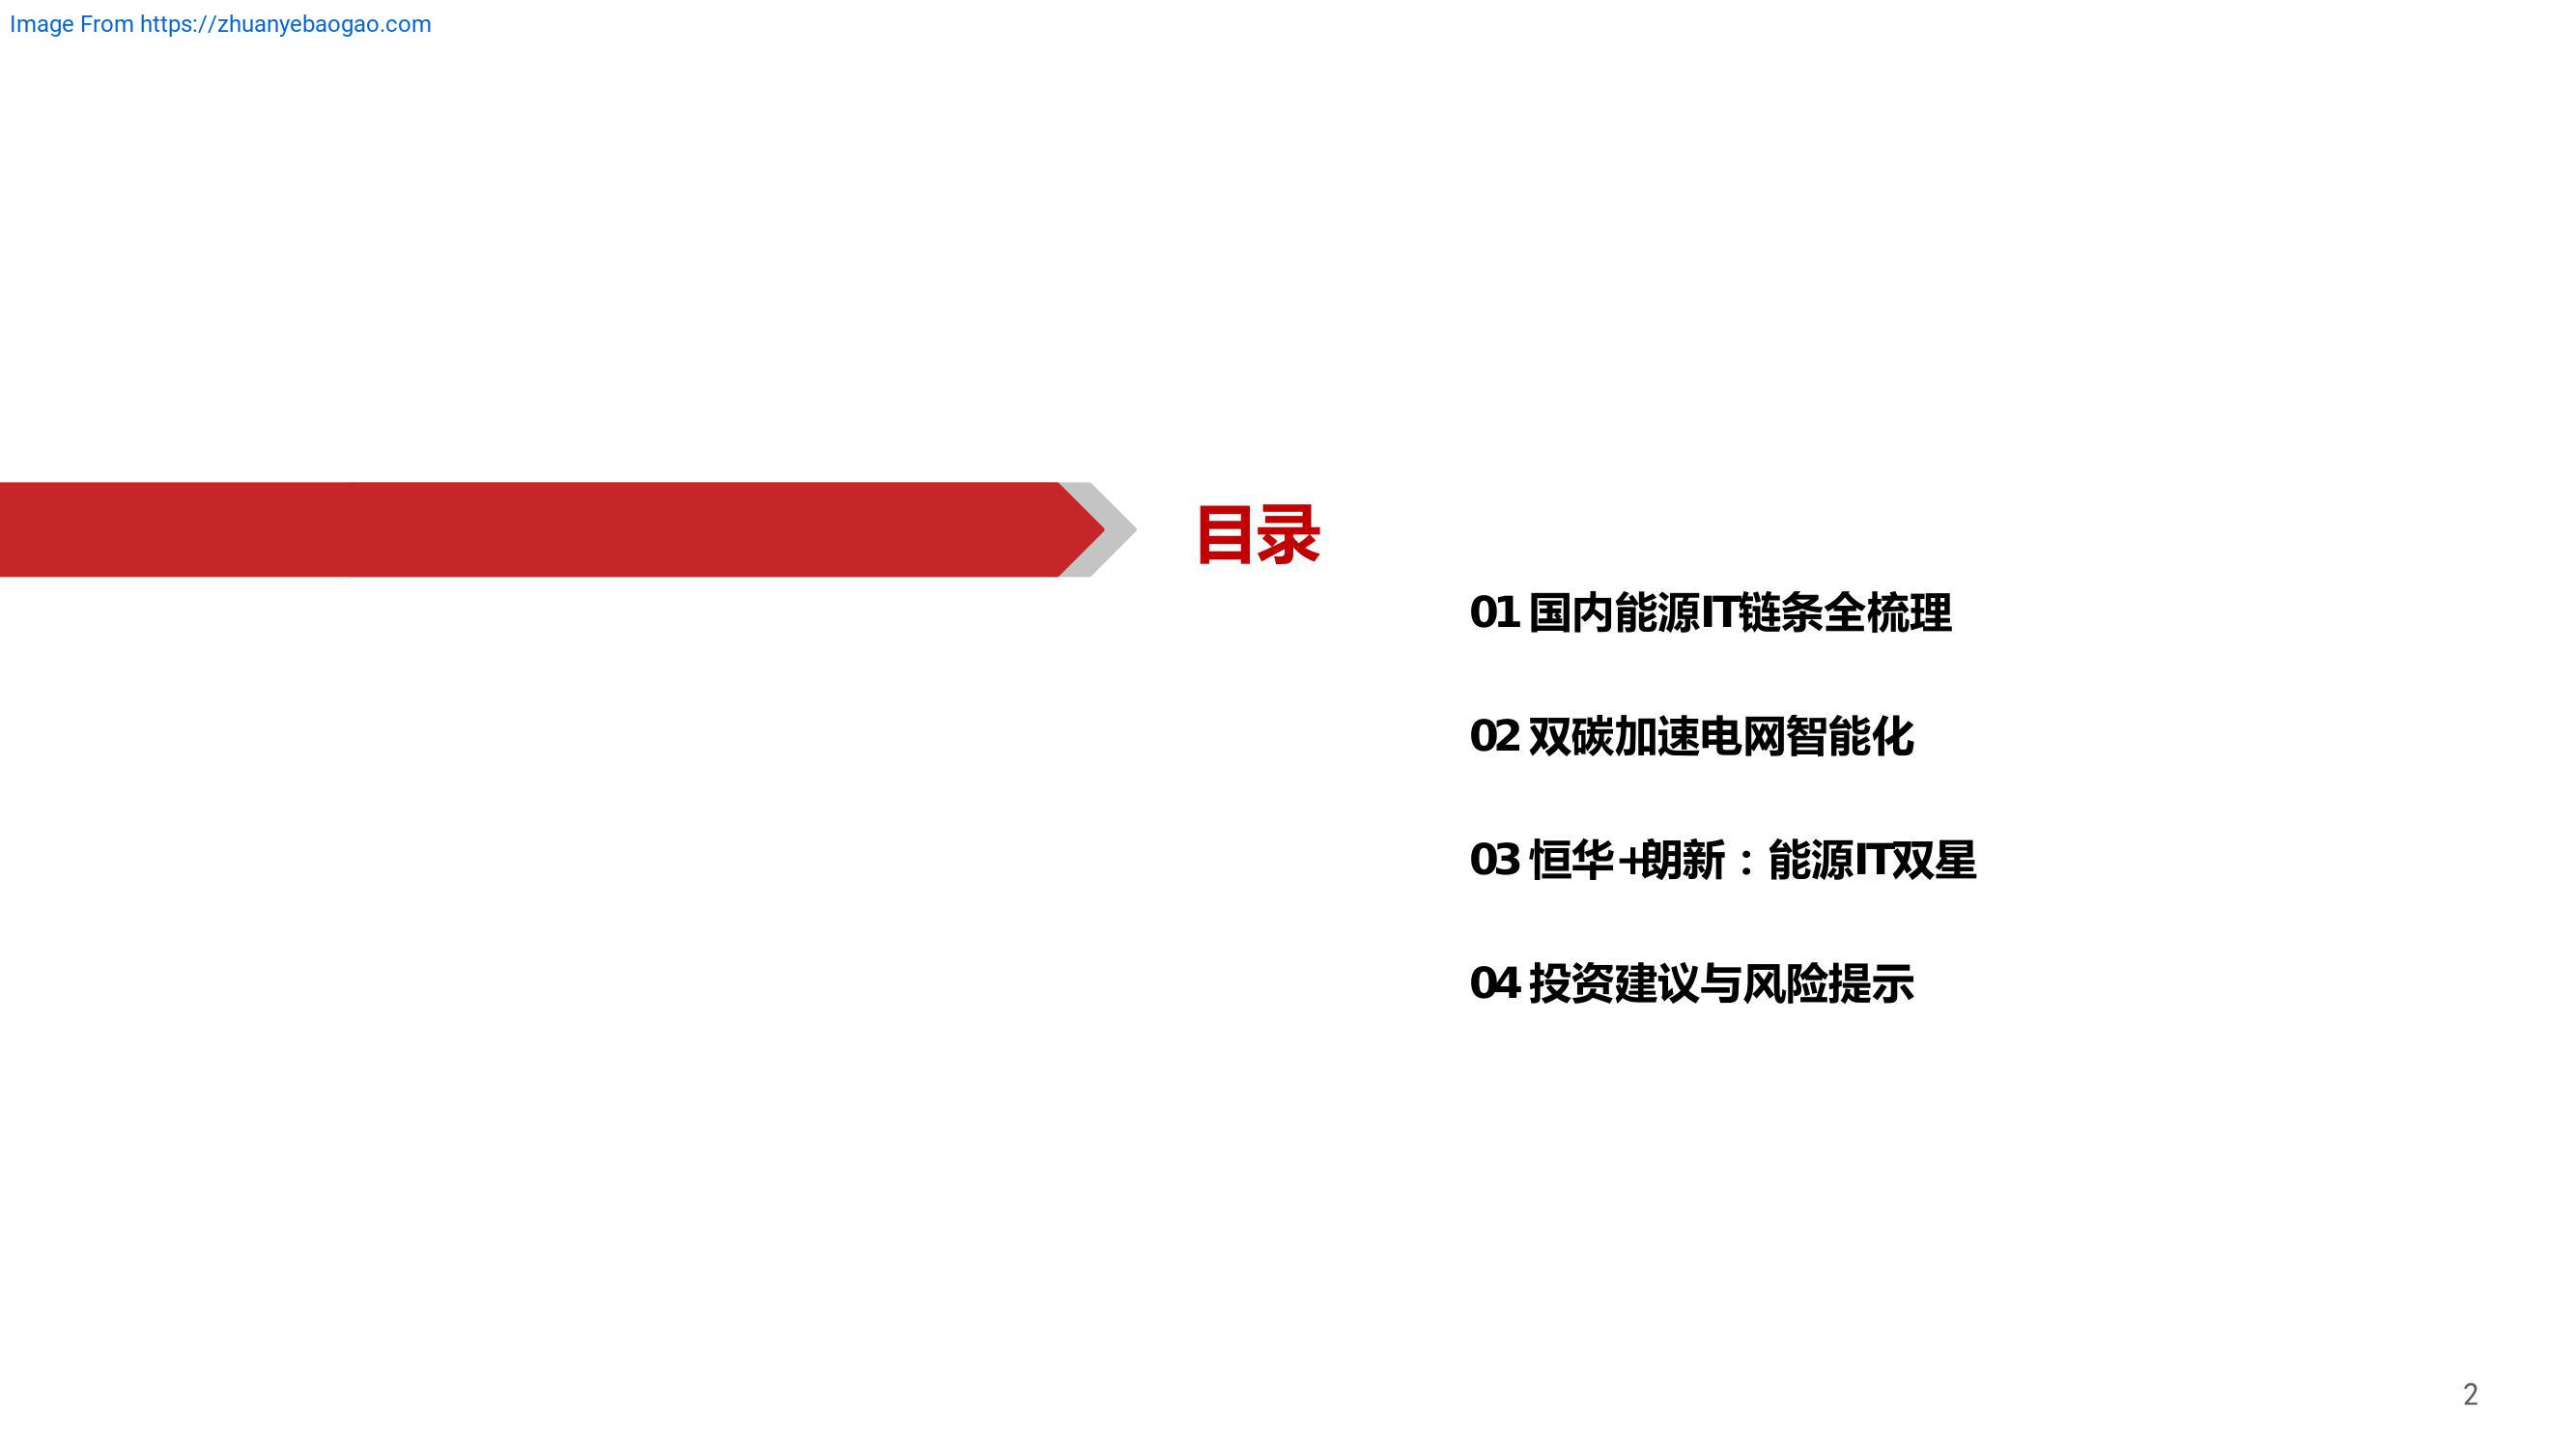 Image From https://zhuanyebaogao.com
目录
01 国内能源IT链条全梳理
02 双碳加速电网智能化
03 恒华+朗新：能源IT双星
04 投资建议与风险提示
2